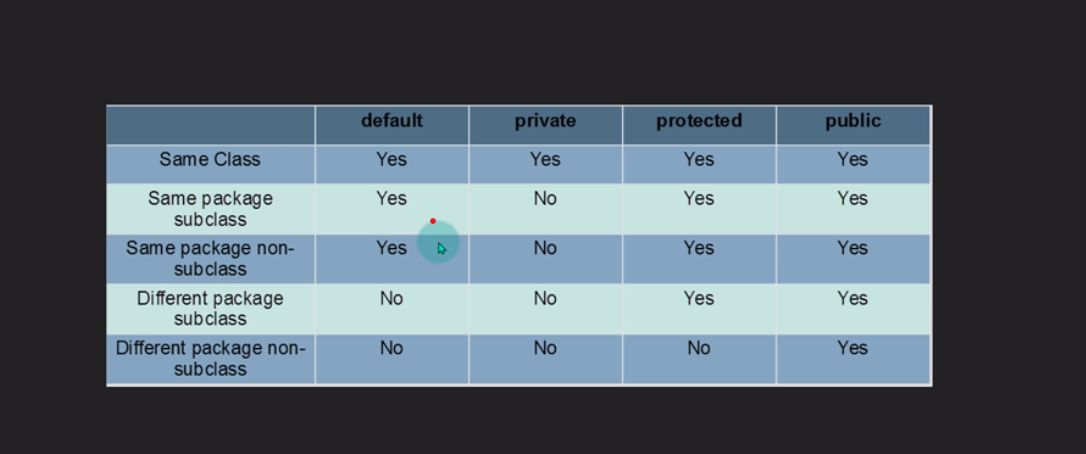 default private protected public
Same Class Yes Yes Yes Yes
Same package Yes No Yes Yes
subclass
Same package non- Yes No Yes Yes
subclass
Different package No No Yes Yes
subclass
Different package non- No No No Yes
subclass